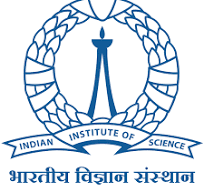 INDIAN INSTITUTE OF SCIENCE
भारतीय विज्ञान संस्थान